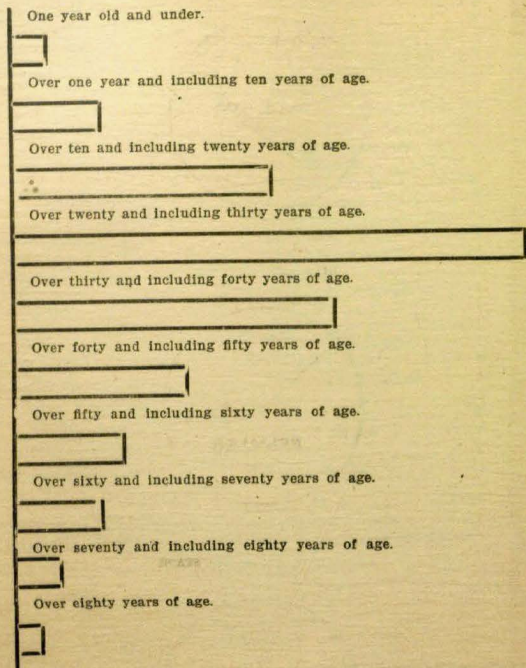 One year old and under.
Over one year and including ten years of age.
Over ten and including twenty years of age.
Over twenty and including thirty years of age.
Over thirty and including forty years of age.
Over forty and including fifty years of age.
Over fifty and including sixty years of age.
Over sixty and including seventy years of age.
Over seventy and including eighty years of age.
Over eighty years of age.